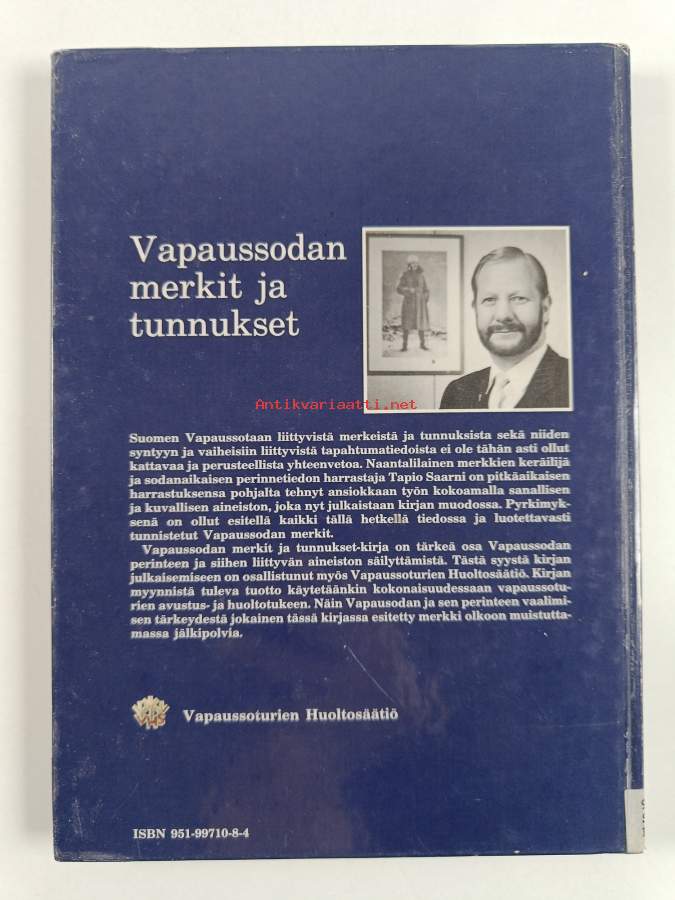 Vapaussodan
merkit ja
tunnukset
Antikvariaatti.net
Suomen Vapaussotaan liittyvistä merkeistä ja tunnuksista sekä niiden
syntyyn ja vaiheisiin liittyvistä tapahtumatiedoista ei ole tähän asti ollut
kattavaa ja perusteellista yhteenvetoa. Naantalilainen merkkien keräilijä
ja sodanaikaisen perinnetiedon harrastaja Tapio Saarni on pitkäaikaisen
harrastuksensa pohjalta tehnyt ansiokkaan työn kokoamalla sanallisen
ja kuvallisen aineiston, joka nyt julkaistaan kirjan muodossa. Pyrkimyk-
senä on ollut esitellä kaikki tällä hetkellä tiedossa ja luotettavasti
tunnistetut Vapaussodan merkit.
Vapaussodan merkit ja tunnukset-kirja on tärkeä osa Vapaussodan
perinteen ja siihen liittyvän aineiston säilyttämistä. Tästä syystä kirjan
julkaisemiseen on osallistunut myös Vapaussoturien Huoltosäätiö. Kirjan
myynnistä tuleva tuotto käytetäänkin kokonaisuudessaan vapaussotu-
rien avustus- ja huoltotukeen. Näin Vapausodan ja sen perinteen vaalimi-
sen tärkeydestä jokainen tässä kirjassa esitetty merkki olkoon muistutta-
massa jälkipolvia.
VHS Vapaussoturien Huoltosäätiö
ISBN 951-99710-8-4